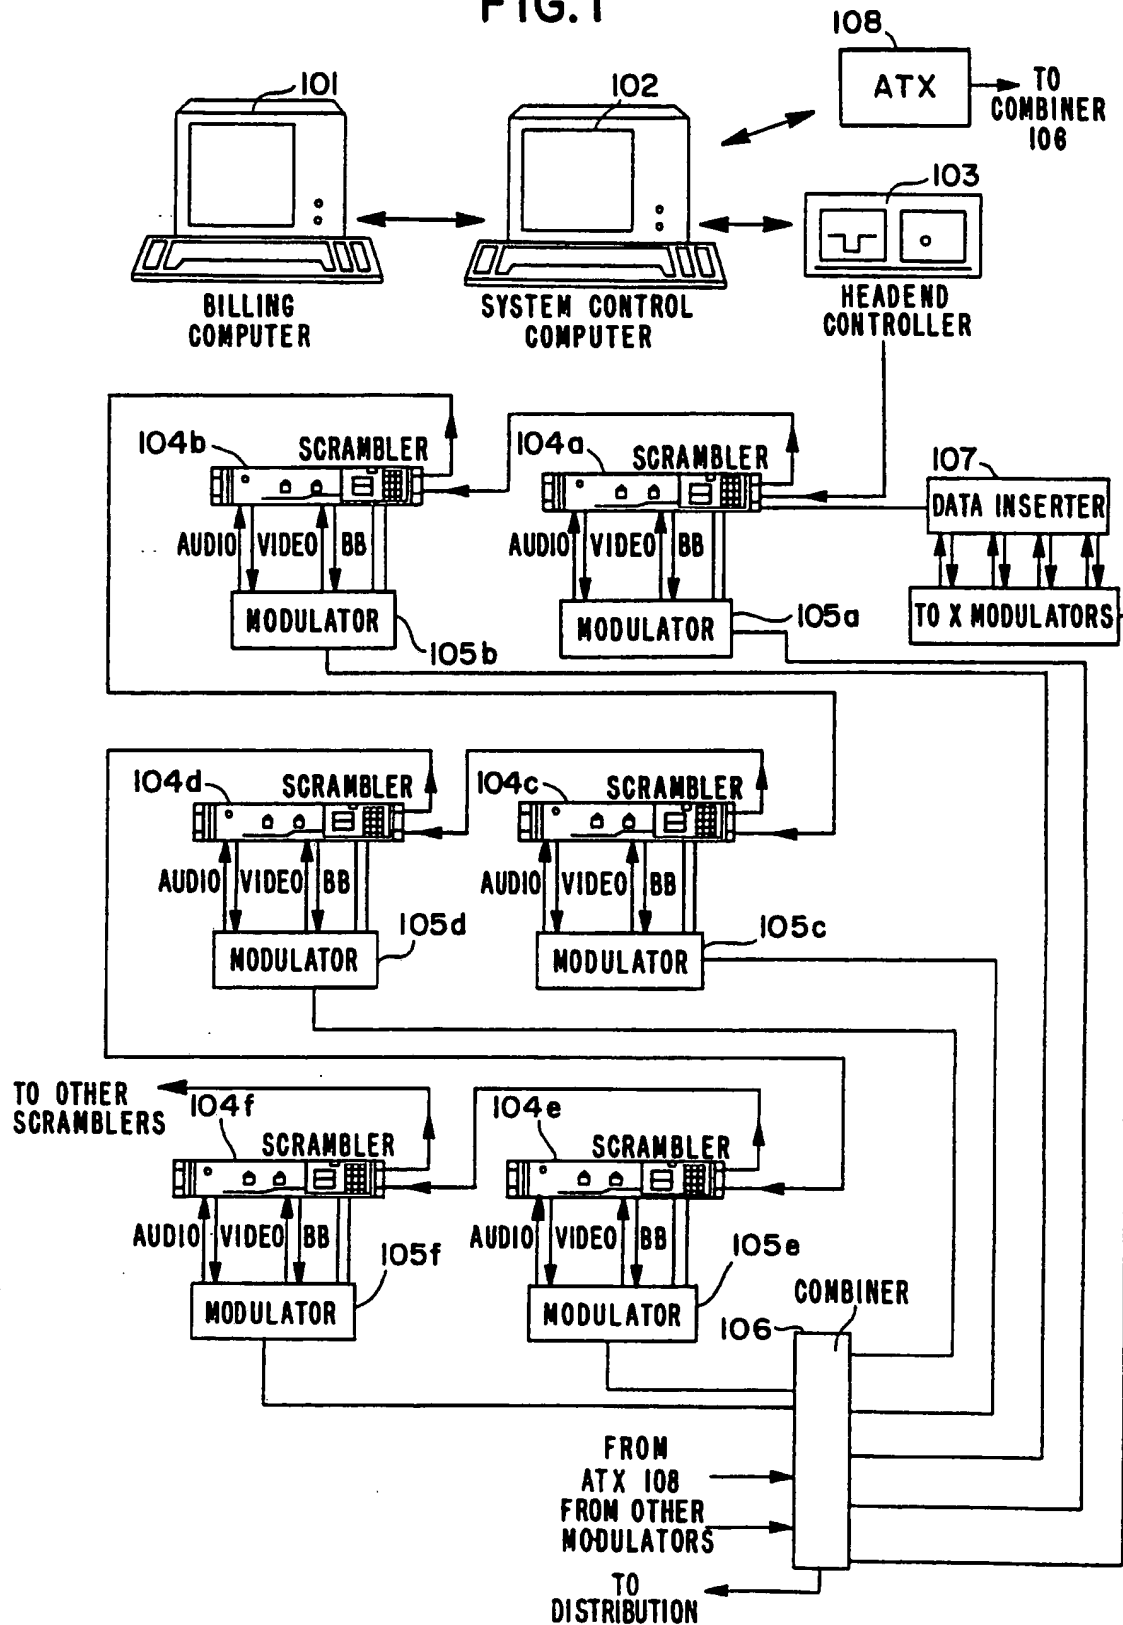 FIG. 1
108
ATX
TO
COMBINER
106
101
102
103
BILLING
COMPUTER
SYSTEM CONTROL
COMPUTER
HEADEND
CONTROLLER
104b
SCRAMBLER
104a
SCRAMBLER
107
DATA INSERTER
AUDIO VIDEO BB
AUDIO VIDEO BB
MODULATOR
105b
MODULATOR
105a
TO X MODULATORS
104d
SCRAMBLER
104c
SCRAMBLER
AUDIO VIDEO BB
AUDIO VIDEO BB
105d
105c
MODULATOR
MODULATOR
TO OTHER
SCRAMBLERS
104f
SCRAMBLER
104e
SCRAMBLER
AUDIO VIDEO BB
AUDIO VIDEO BB
105f
105e
MODULATOR
MODULATOR
COMBINER
106
FROM
ATX 108
FROM OTHER
MODULATORS
TO
DISTRIBUTION